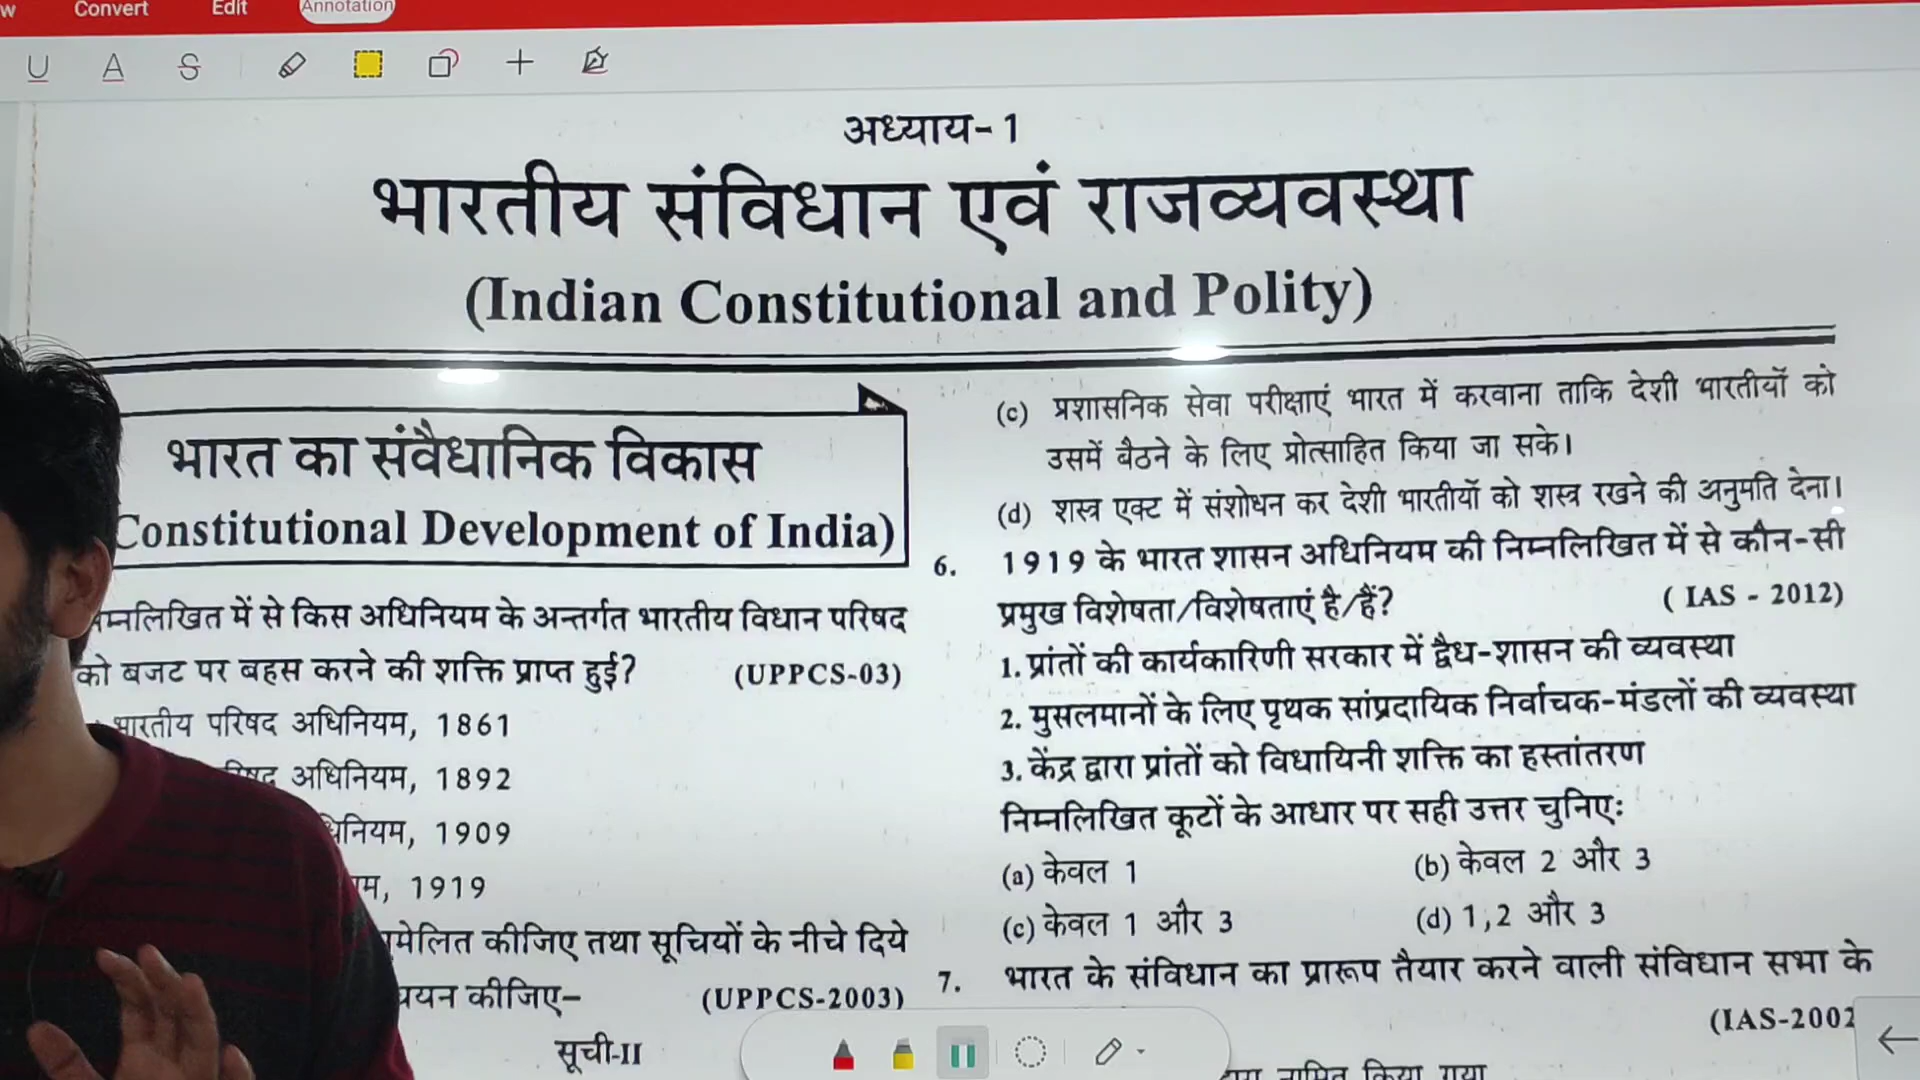 Convert Edit Annotation
अध्याय-1
भारतीय संविधान एवं राजव्यवस्था
(Indian Constitutional and Polity)
भारत का संवैधानिक विकास
Constitutional Development of India)
में से किस अधिनियम के अन्तर्गत भारतीय विधान परिषद
को बजट पर बहस करने की शक्ति प्राप्त हुई? (UPPCS-03)
भारतीय परिषद अधिनियम, 1861
अधिनियम, 1892
1909
1919
कीजिए तथा सूचियों के नीचे दिये
कीजिए– (UPPCS-2003)
सूची-II
(c) प्रशासनिक सेवा परीक्षाएं भारत में करवाना ताकि देशी भारतीयों को
उसमें बैठने के लिए प्रोत्साहित किया जा सके।
(d) शस्त्र एक्ट में संशोधन कर देशी भारतीयों को शस्त्र रखने की अनुमति देना।
6. 1919 के भारत शासन अधिनियम की निम्नलिखित में से कौन-सी
प्रमुख विशेषता/विशेषताएं है/हैं? ( IAS - 2012)
1. प्रांतों की कार्यकारिणी सरकार में द्वैध-शासन की व्यवस्था
2. मुसलमानों के लिए पृथक सांप्रदायिक निर्वाचक-मंडलों की व्यवस्था
3. केंद्र द्वारा प्रांतों को विधायिनी शक्ति का हस्तांतरण
निम्नलिखित कूटों के आधार पर सही उत्तर चुनिए:
(a) केवल 1 (b) केवल 2 और 3
(c) केवल 1 और 3 (d) 1,2 और 3
7. भारत के संविधान का प्रारूप तैयार करने वाली संविधान सभा के
(IAS-2002
नामित किया गया